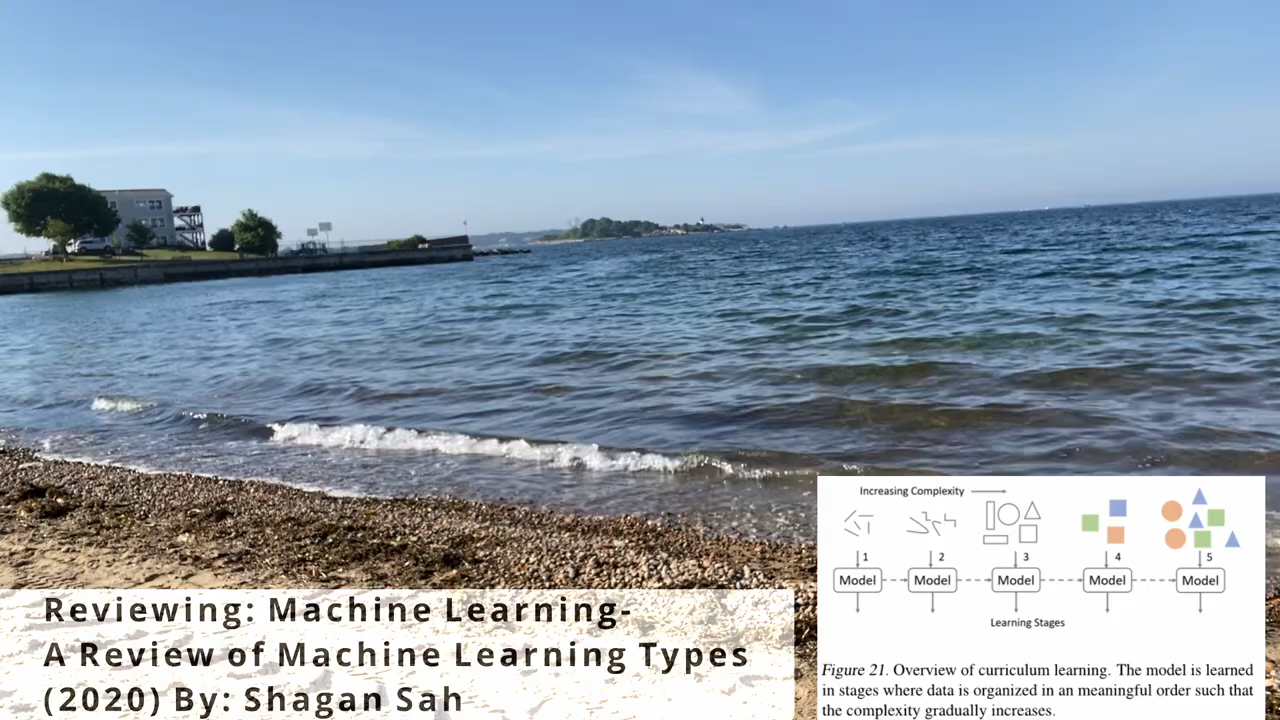 Reviewing: Machine Learning-
A Review of Machine Learning Types
(2020) By: Shagan Sah
Increasing Complexity
1 2 3 4 5
Model Model Model Model Model
Learning Stages
Figure 21. Overview of curriculum learning. The model is learned
in stages where data is organized in an meaningful order such that
the complexity gradually increases.